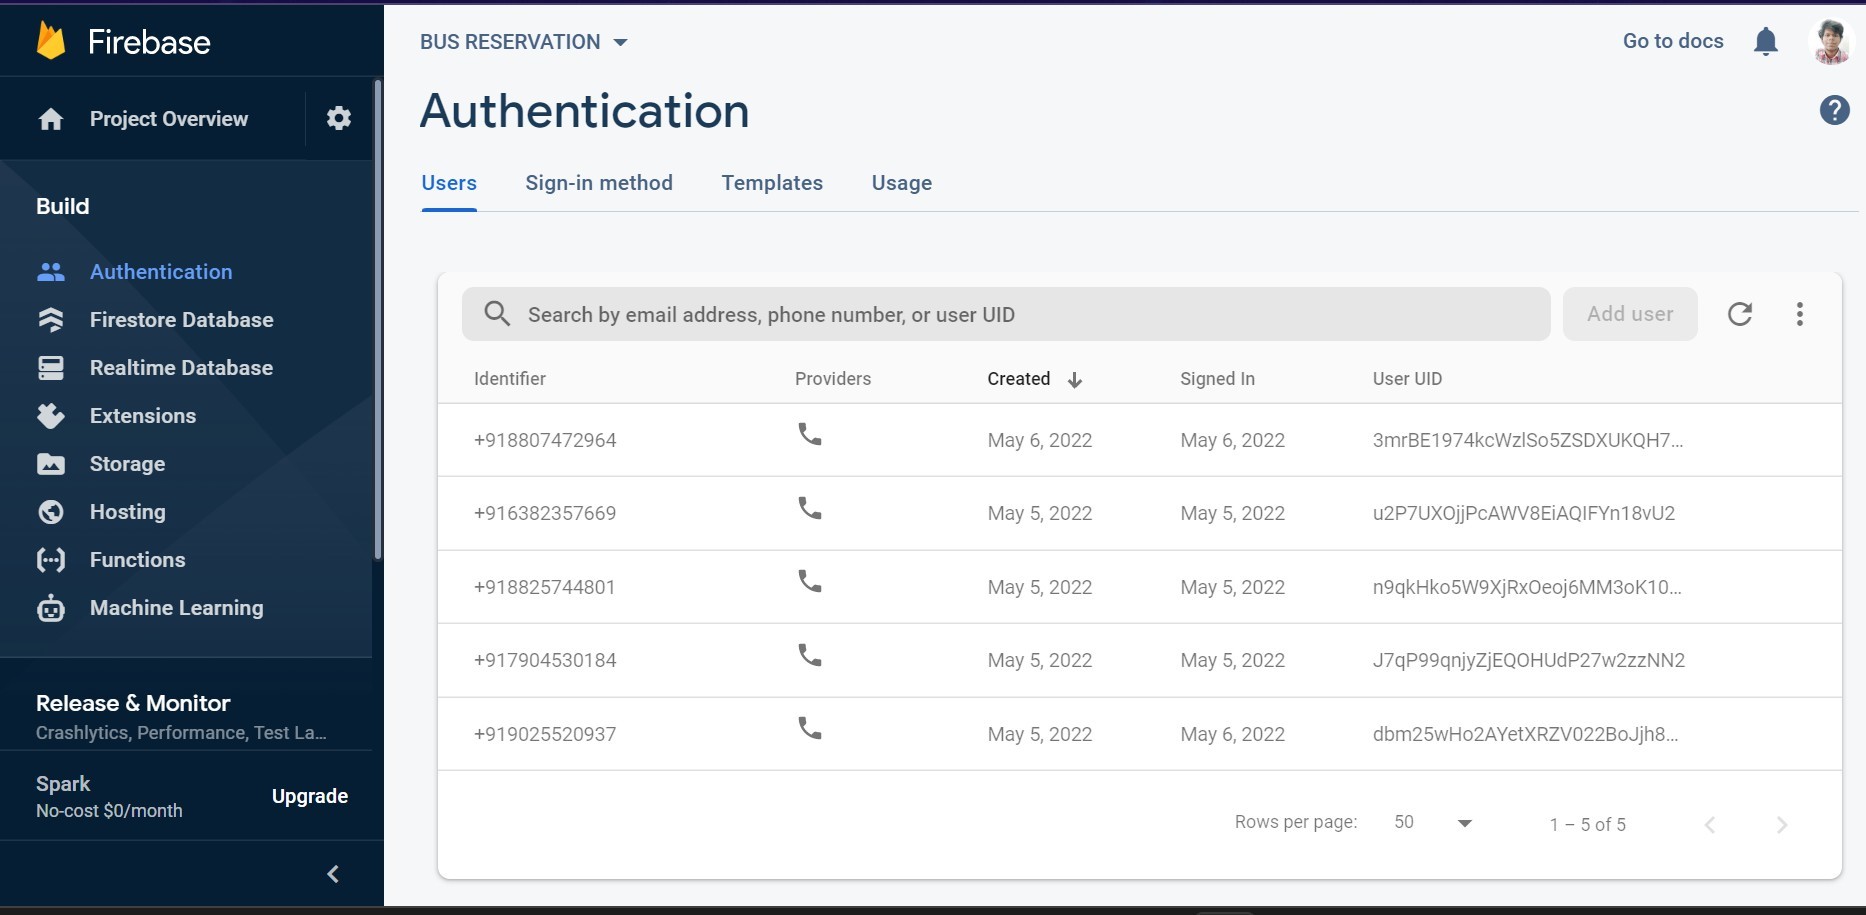 Firebase
Project Overview
Build
Authentication
Firestore Database
Realtime Database
Extensions
Storage
Hosting
Functions
Machine Learning
Release & Monitor
Crashlytics, Performance, Test La...
Spark
No-cost $0/month
Upgrade
BUS RESERVATION
Go to docs
Authentication
Users Sign-in method Templates Usage
Search by email address, phone number, or user UID Add user
Identifier Providers Created Signed In User UID
+918807472964 May 6, 2022 May 6, 2022 3mrBE1974kcWzlSo5ZSDXUKQH7...
+916382357669 May 5, 2022 May 5, 2022 u2P7UXOjjPcAWV8EiAQIFYn18vU2
+918825744801 May 5, 2022 May 5, 2022 n9qkHko5W9XjRxOeoj6MM3oK10...
+917904530184 May 5, 2022 May 5, 2022 J7qP99qnjyZjEQOHUdP27w2zzNN2
+919025520937 May 5, 2022 May 6, 2022 dbm25wHo2AYetXRZV022BoJjh8...
Rows per page: 50 1 – 5 of 5